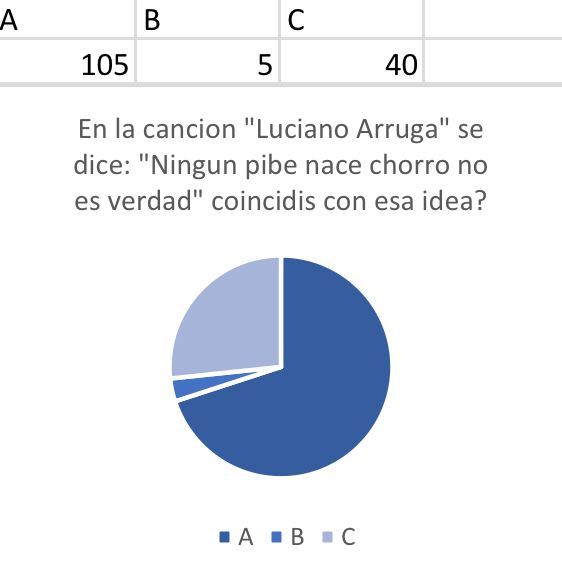 A B C
105 5 40
En la cancion "Luciano Arruga" se
dice: "Ningun pibe nace chorro no
es verdad" coincidis con esa idea?
A B C